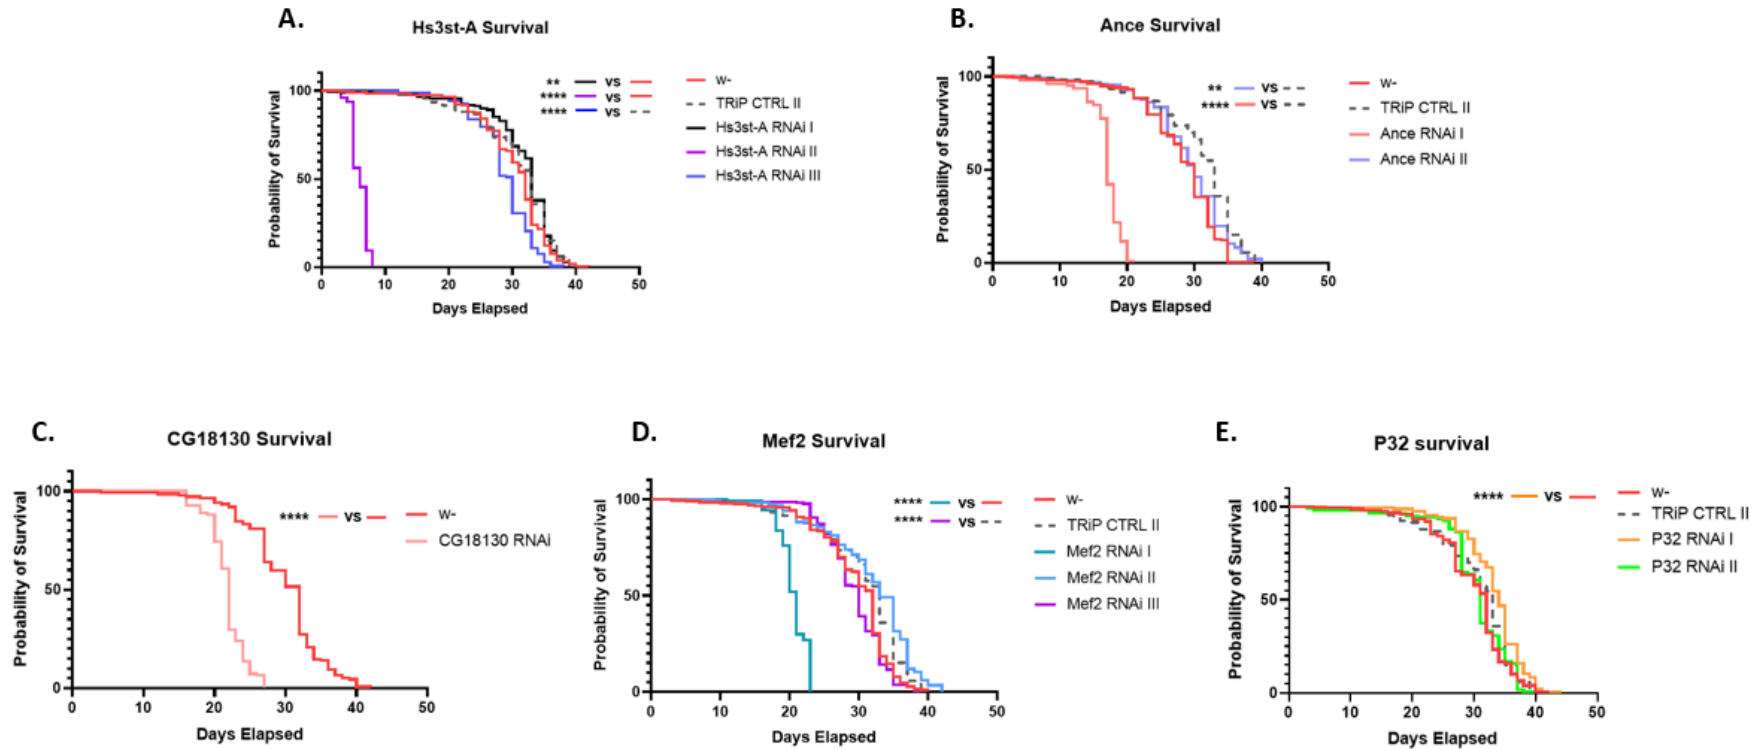 A.
Hs3st-A Survival
** vs
**** vs
**** vs
w-
TRiP CTRL II
Hs3st-A RNAi I
Hs3st-A RNAi II
Hs3st-A RNAi III
Probability of Survival
100
50
0
0 10 20 30 40 50
Days Elapsed
B.
Ance Survival
** vs
**** vs
w-
TRiP CTRL II
Ance RNAi I
Ance RNAi II
Probability of Survival
100
50
0
0 10 20 30 40 50
Days Elapsed
C.
CG18130 Survival
**** vs
w-
CG18130 RNAi
Probability of Survival
100
50
0
0 10 20 30 40 50
Days Elapsed
D.
Mef2 Survival
**** vs
**** vs
w-
TRiP CTRL II
Mef2 RNAi I
Mef2 RNAi II
Mef2 RNAi III
Probability of Survival
100
50
0
0 10 20 30 40 50
Days Elapsed
E.
P32 survival
**** vs
w-
TRiP CTRL II
P32 RNAi I
P32 RNAi II
Probability of Survival
100
50
0
0 10 20 30 40 50
Days Elapsed